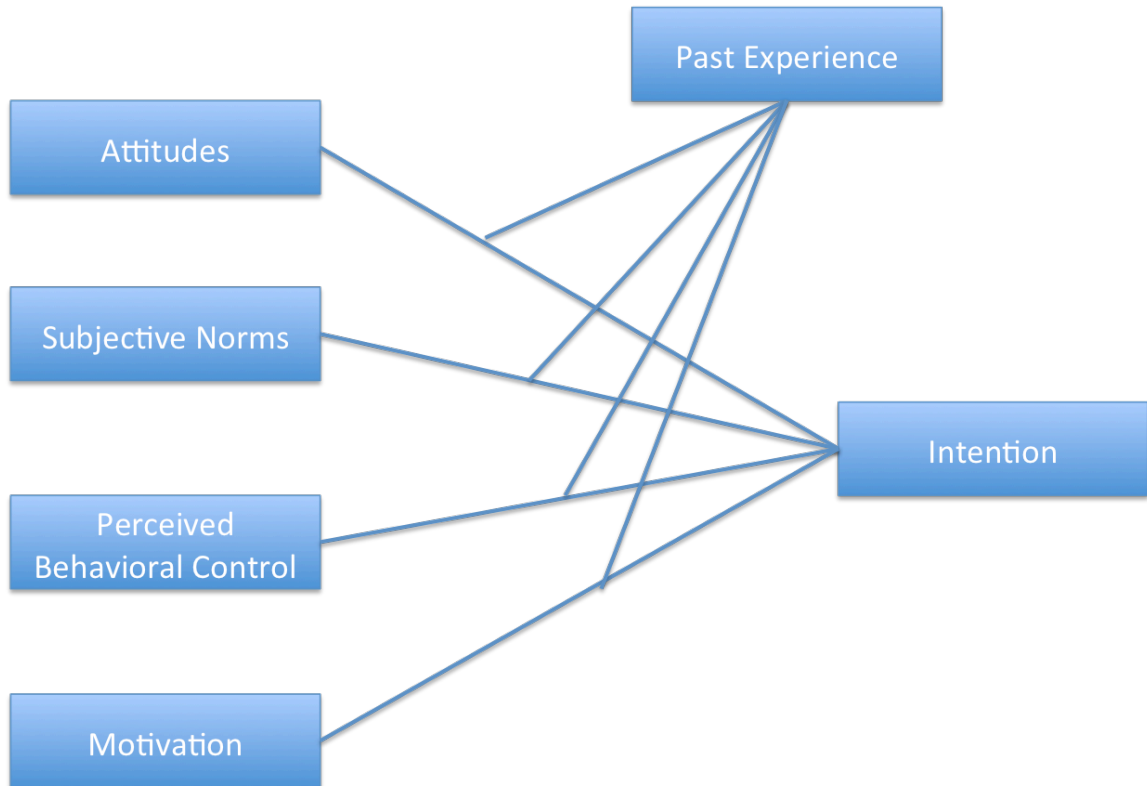 Past Experience
Attitudes
Subjective Norms
Intention
Perceived
Behavioral Control
Motivation